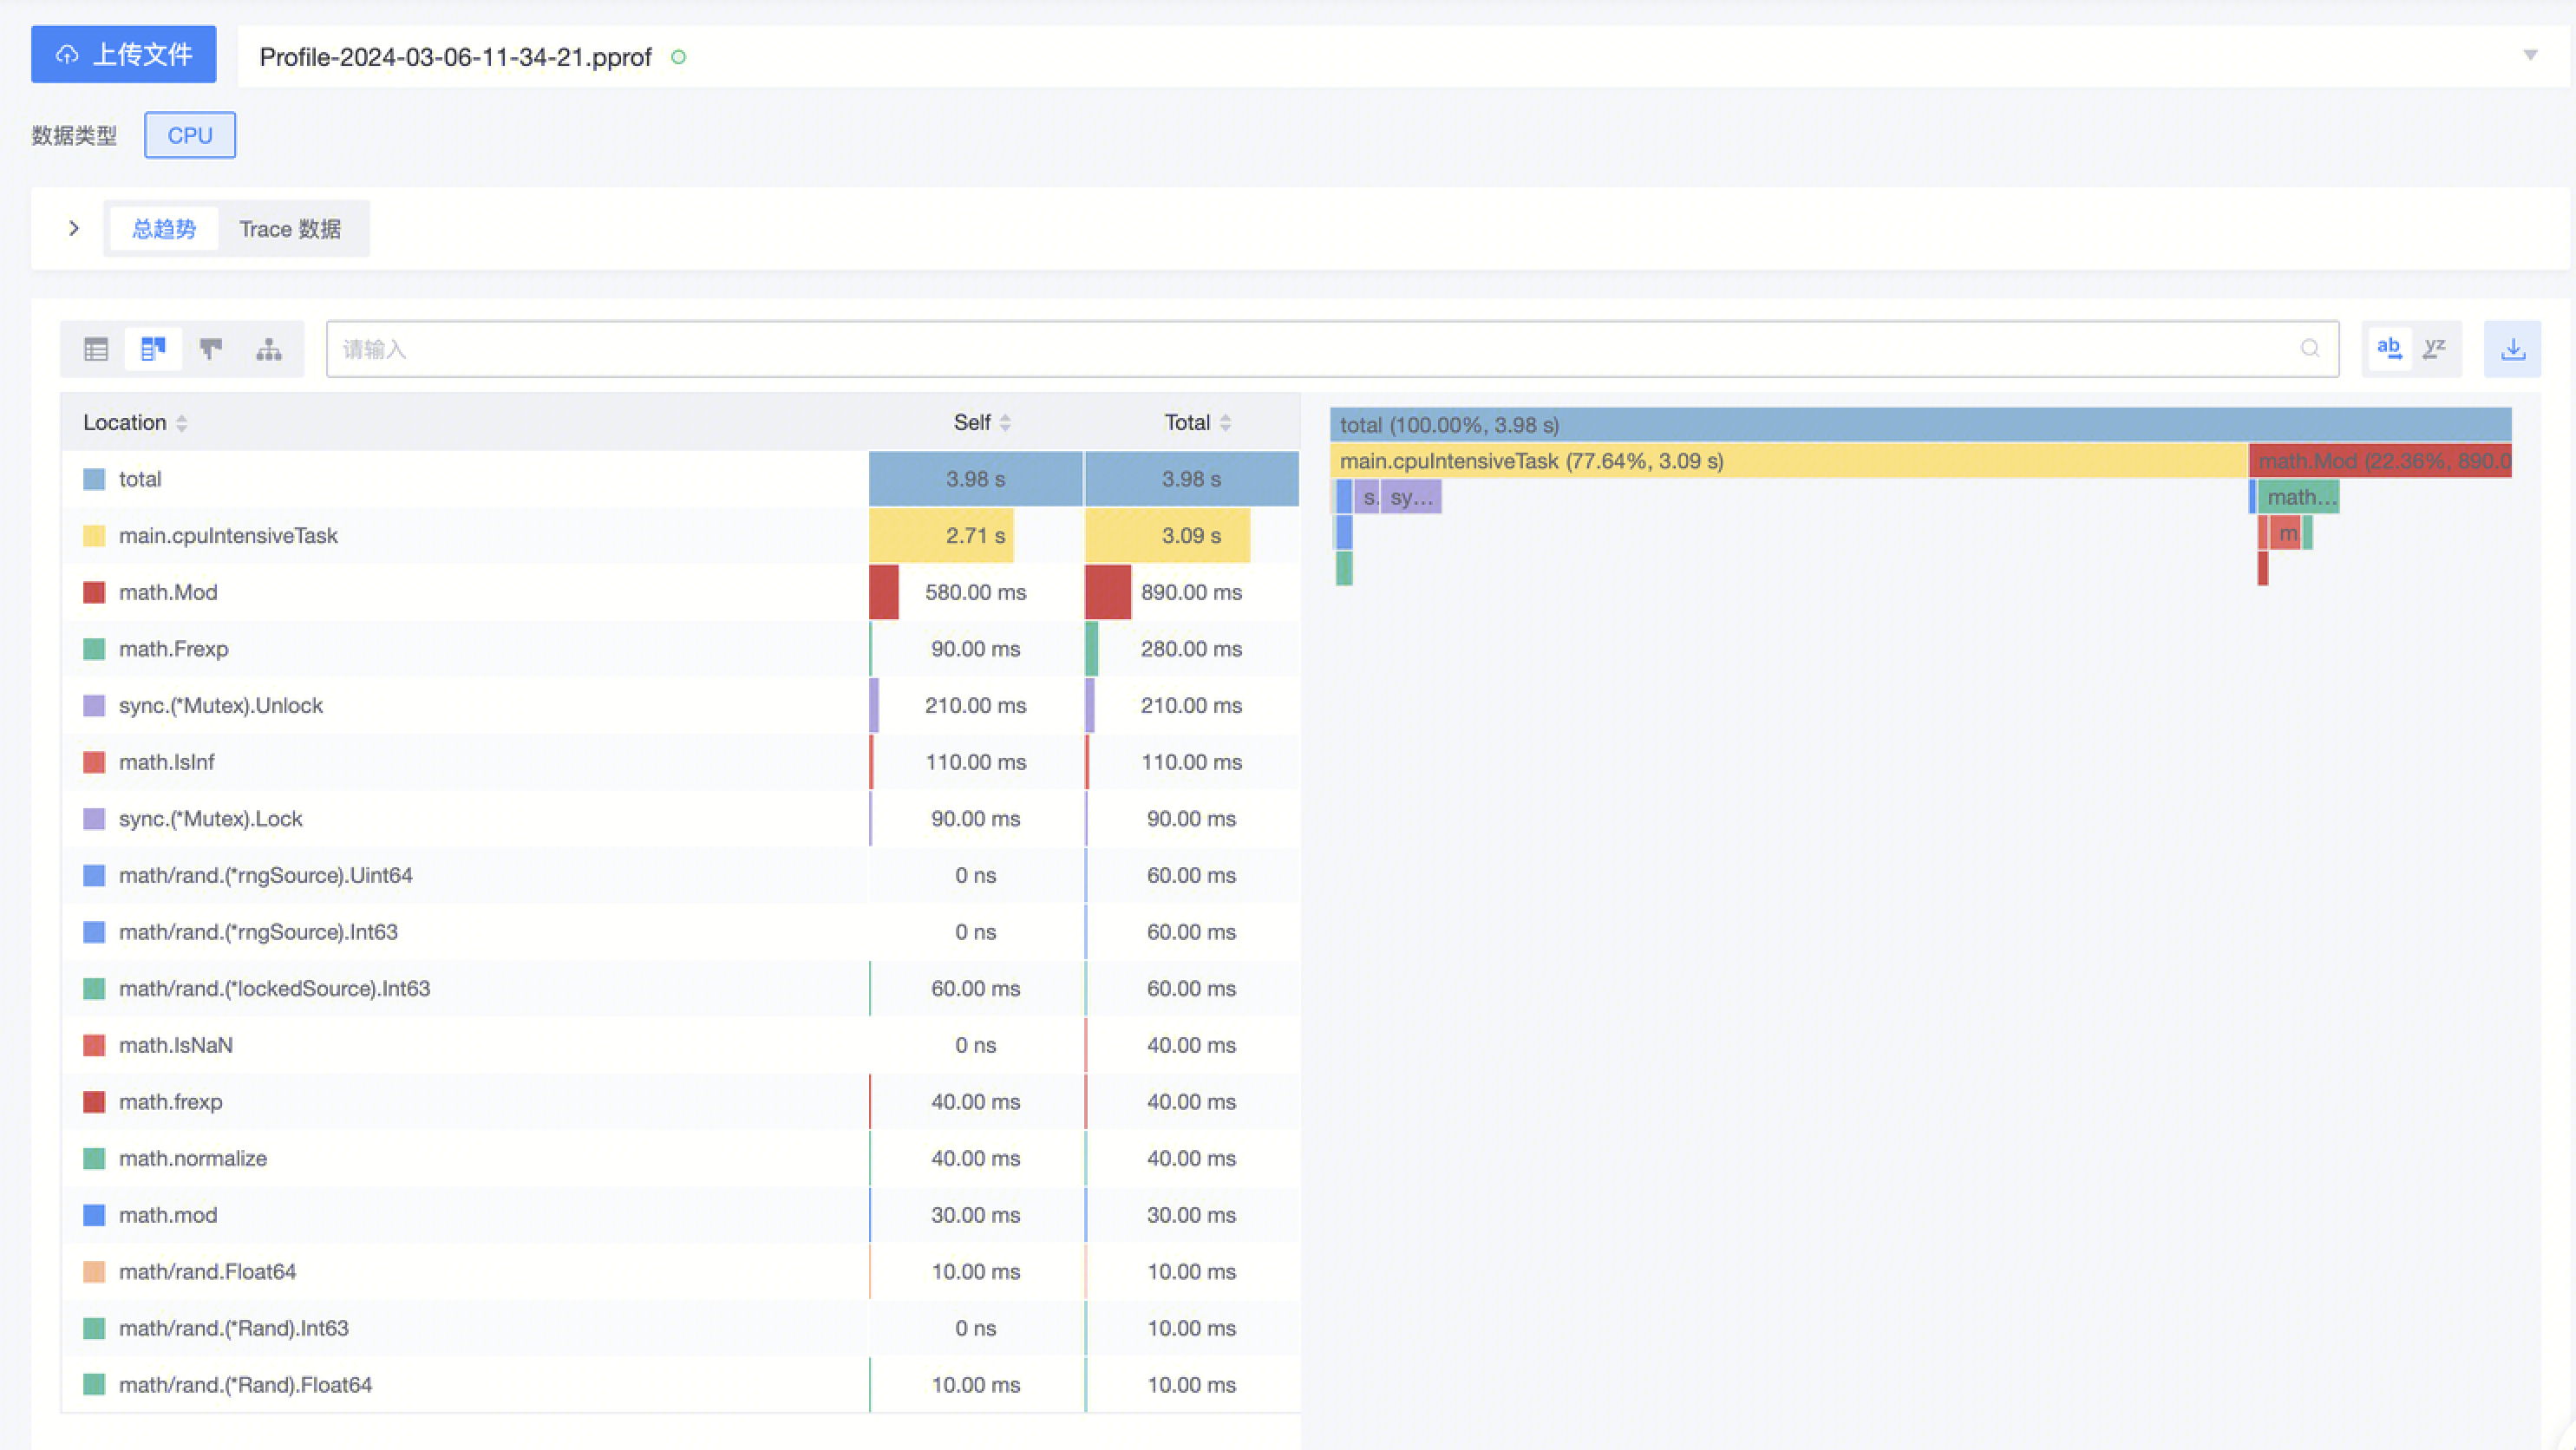 上传文件
Profile-2024-03-06-11-34-21.pprof
数据类型
CPU
总趋势 Trace 数据
请输入
ab yz
Location Self Total
total 3.98 s 3.98 s
main.cpuIntensiveTask 2.71 s 3.09 s
math.Mod 580.00 ms 890.00 ms
math.Frexp 90.00 ms 280.00 ms
sync.(*Mutex).Unlock 210.00 ms 210.00 ms
math.IsInf 110.00 ms 110.00 ms
sync.(*Mutex).Lock 90.00 ms 90.00 ms
math/rand.(*rngSource).Uint64 0 ns 60.00 ms
math/rand.(*rngSource).Int63 0 ns 60.00 ms
math/rand.(*lockedSource).Int63 60.00 ms 60.00 ms
math.IsNaN 0 ns 40.00 ms
math.frexp 40.00 ms 40.00 ms
math.normalize 40.00 ms 40.00 ms
math.mod 30.00 ms 30.00 ms
math/rand.Float64 10.00 ms 10.00 ms
math/rand.(*Rand).Int63 0 ns 10.00 ms
math/rand.(*Rand).Float64 10.00 ms 10.00 ms
total (100.00%, 3.98 s)
main.cpuIntensiveTask (77.64%, 3.09 s) math.Mod (22.36%, 890.0
s. sy... math...
m